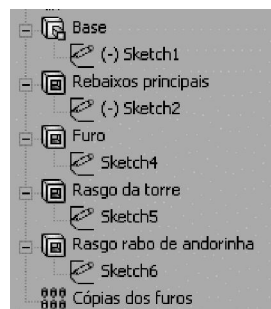 Base
(-) Sketch1
Rebaixos principais
(-) Sketch2
Furo
Sketch4
Rasgo da torre
Sketch5
Rasgo rabo de andorinha
Sketch6
Cópias dos furos